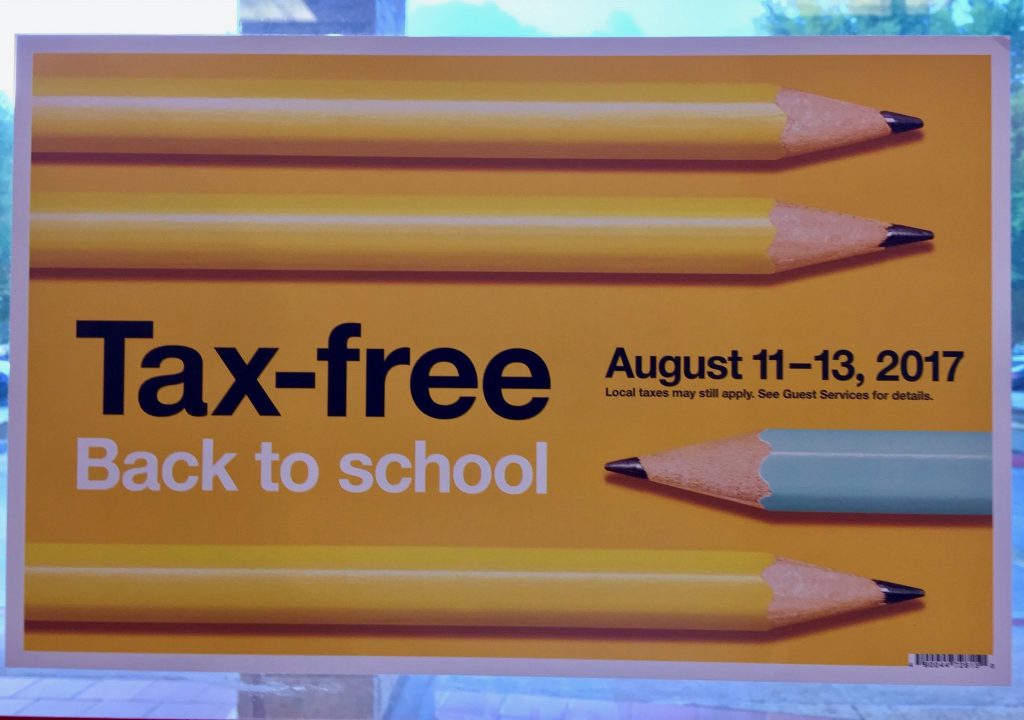 Tax-free
Back to school
August 11–13, 2017
Local taxes may still apply. See Guest Services for details.